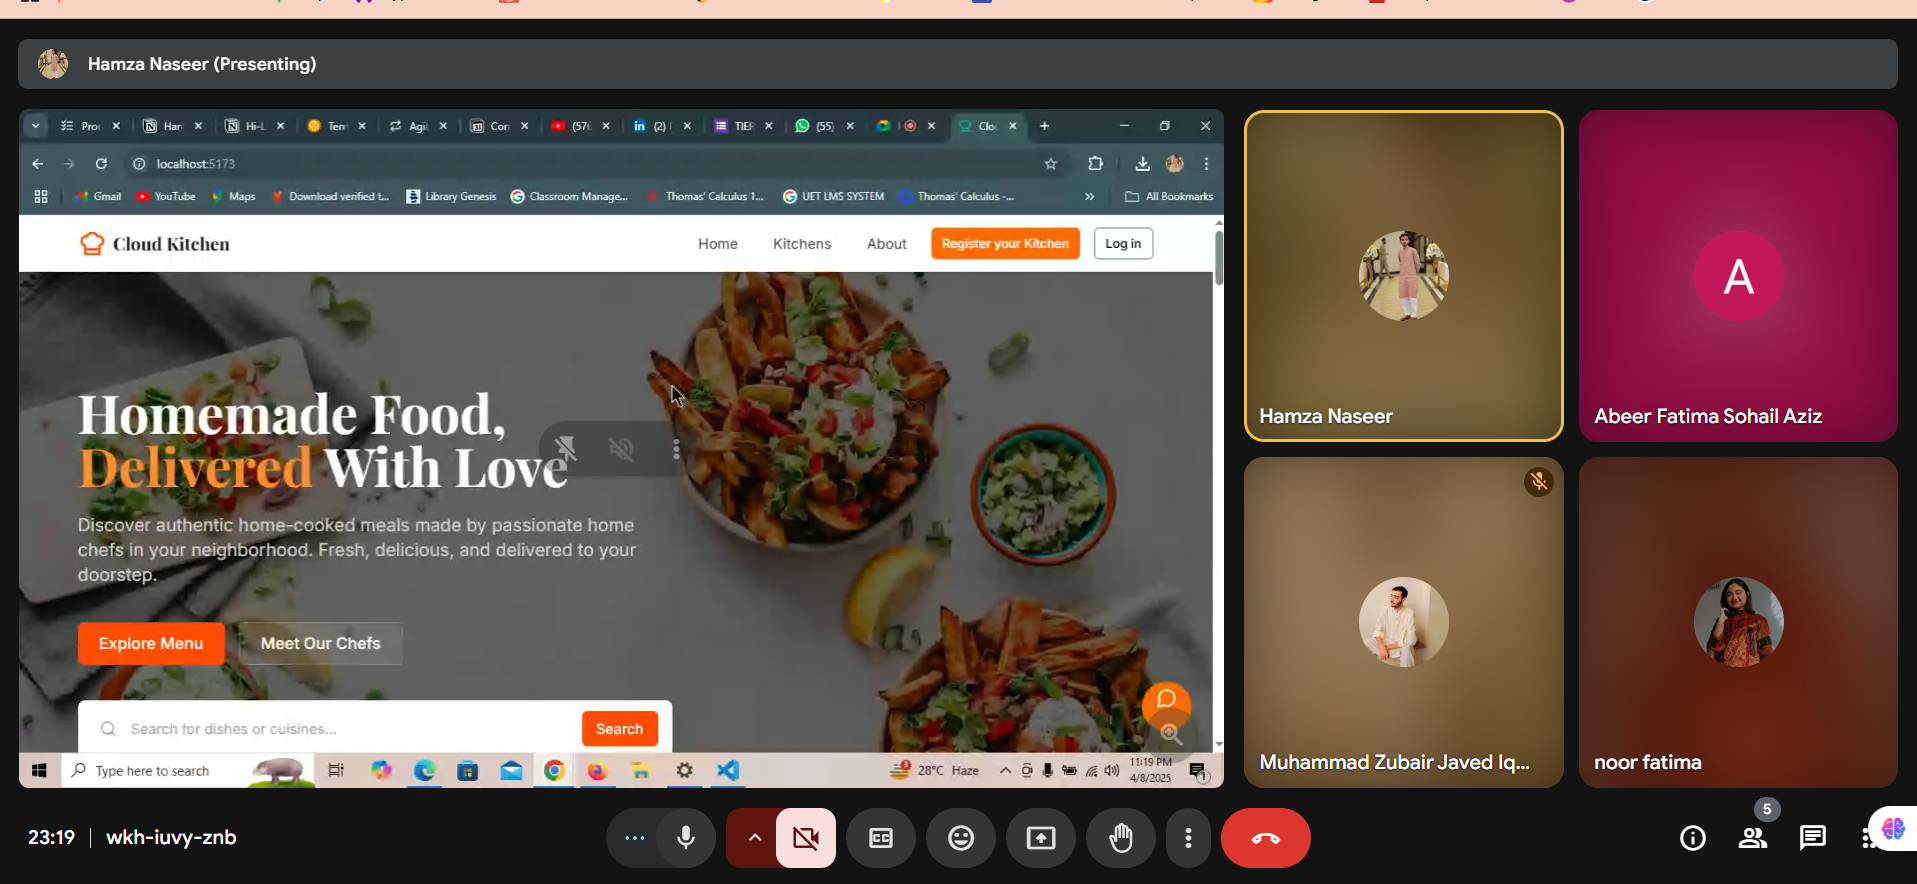 Hamza Naseer (Presenting)
Pro
Har
Hi-L
Tem
Agil
Con
(2)
TIEF
(55)
Clo
localhost:5173
Gmail
YouTube
Maps
Download verified t...
Library Genesis
Classroom Manage...
Thomas' Calculus 1...
UET LMS SYSTEM
Thomas' Calculus -...
»
All Bookmarks
Cloud Kitchen
Home
Kitchens
About
Register your Kitchen
Log in
Homemade Food,
Delivered With Love
Discover authentic home-cooked meals made by passionate home
chefs in your neighborhood. Fresh, delicious, and delivered to your
doorstep.
Explore Menu
Meet Our Chefs
Search for dishes or cuisines...
Search
Type here to search
28°C Haze
11:19 PM
4/8/2025
Hamza Naseer
A
Abeer Fatima Sohail Aziz
Muhammad Zubair Javed Iq...
noor fatima
23:19 | wkh-iuvy-znb
5